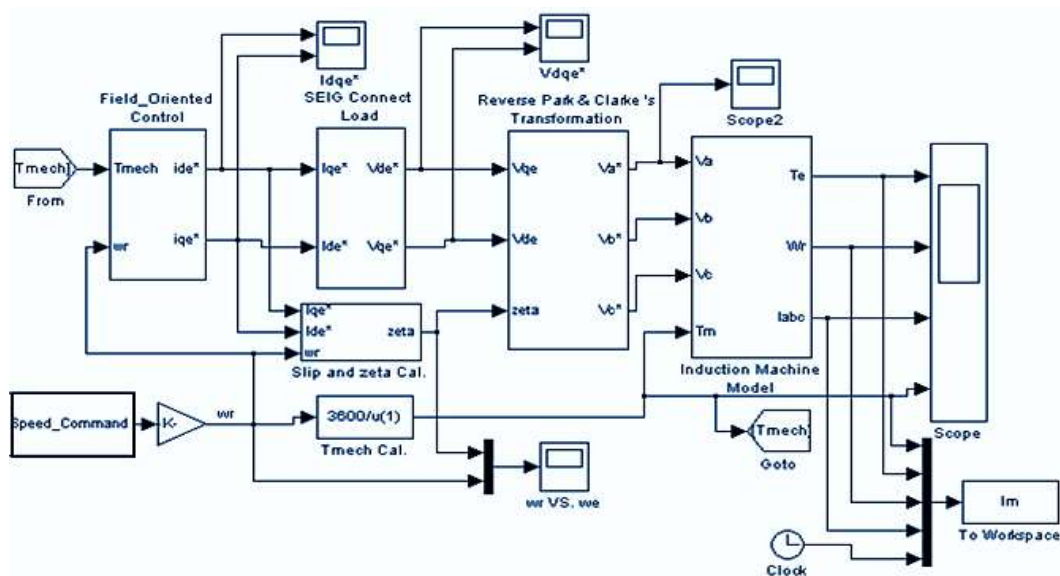 Idqe*
Vdqe*
Scope2
Field_Oriented
Control
Tmech
ide*
wr
iqe*
SEIG Connect
Load
Iqe*
Vde*
Ide*
Vqe*
Reverse Park & Clarke's
Transformation
Vqe
Va*
Vde
Vb*
zeta
Vc*
Va
Te
Vb
Wr
Vc
Iabc
Tm
Induction Machine
Model
Tmech
From
Iqe*
Ide*
zeta
wr
Slip and zeta Cal.
Speed_Command
K-
wr
3600/u(1)
Tmech Cal.
Tmech
Goto
Scope
wr VS. we
Im
To Workspace
Clock